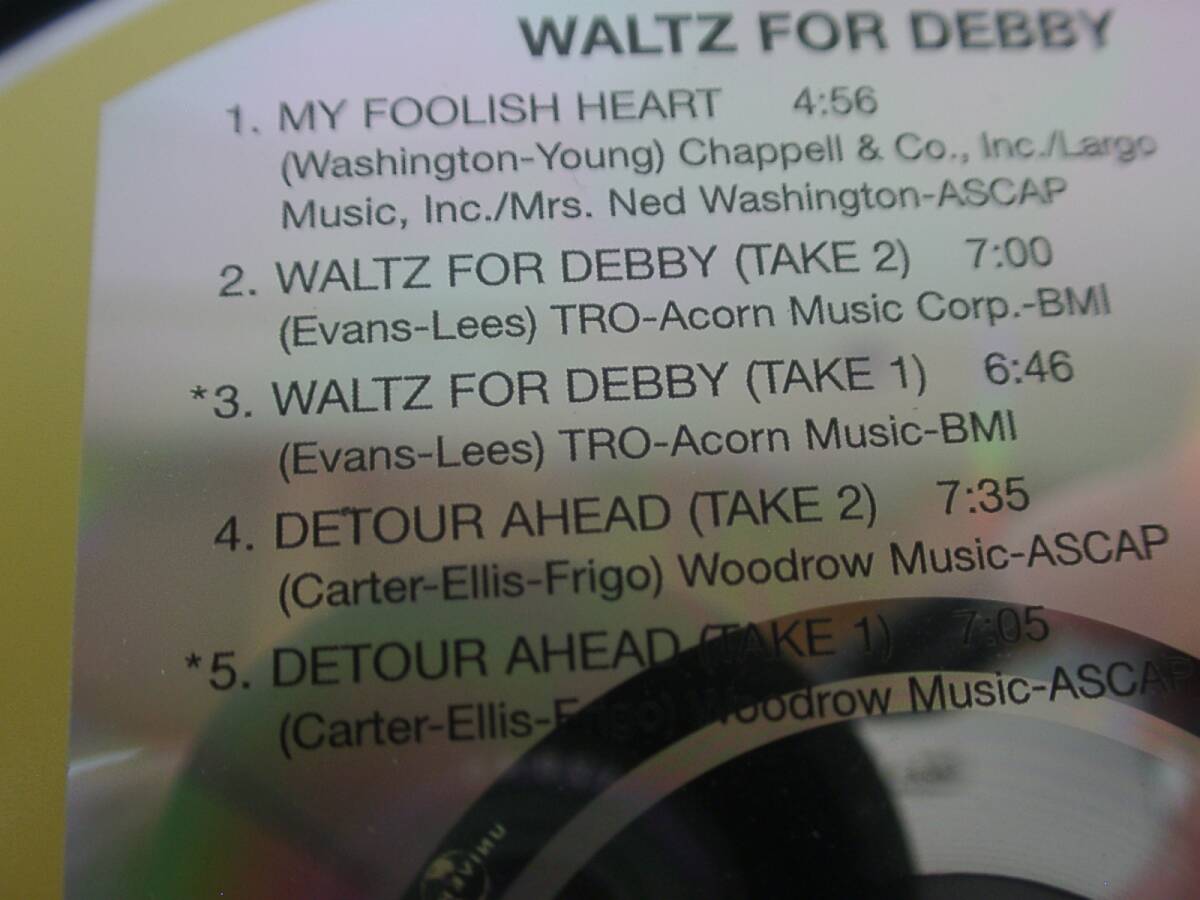 WALTZ FOR DEBBY
1. MY FOOLISH HEART 4:56
(Washington-Young) Chappell & Co., Inc./Largo
Music, Inc./Mrs. Ned Washington-ASCAP
2. WALTZ FOR DEBBY (TAKE 2) 7:00
(Evans-Lees) TRO-Acorn Music Corp.-BMI
*3. WALTZ FOR DEBBY (TAKE 1) 6:46
(Evans-Lees) TRO-Acorn Music-BMI
4. DETOUR AHEAD (TAKE 2) 7:35
(Carter-Ellis-Frigo) Woodrow Music-ASCAP
*5. DETOUR AHEAD (TAKE 1) 7:05
(Carter-Ellis-Frigo) Woodrow Music-ASCAP